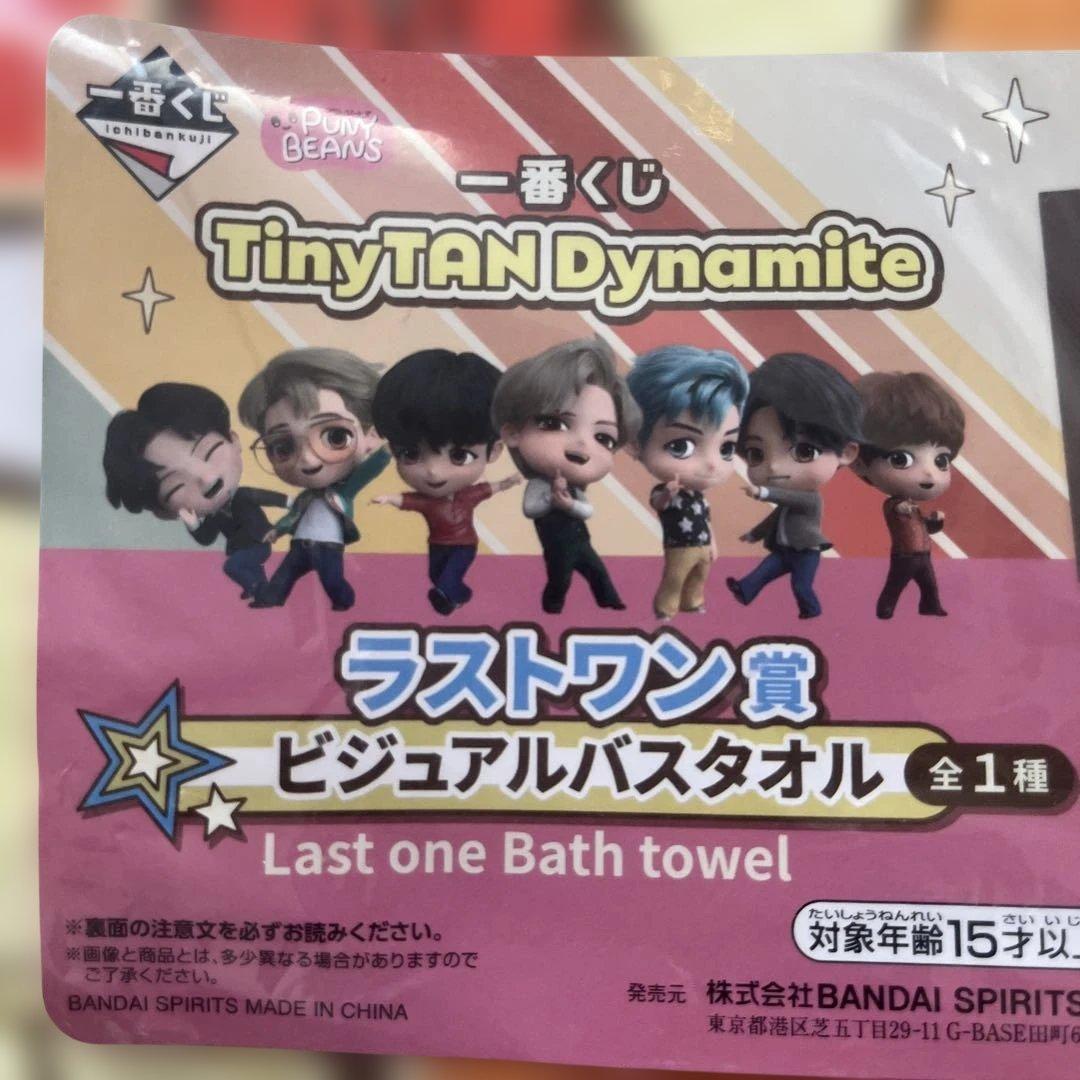 一番くじ
ichibankuji
PUNY
BEANS
一番くじ
TinyTAN Dynamite
ラストワン賞
ビジュアルバスタオル
全1種
Last one Bath towel
※裏面の注意文を必ずお読みください。
※画像と商品とは、多少異なる場合がありますので
ご了承ください。
BANDAI SPIRITS MADE IN CHINA
たいしょうねんれい さい いじ
対象年齢15才以上
発売元 株式会社BANDAI SPIRITS
東京都港区芝五丁目29-11 G-BASE田町6